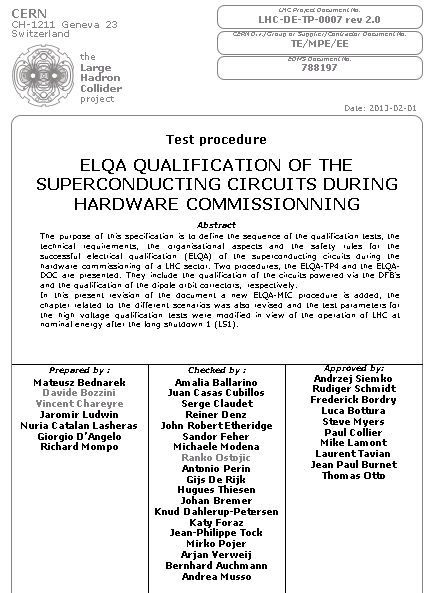 CERN
CH-1211 Geneva 23
Switzerland
the
Large
Hadron
Collider
project
LHC Project Document No.
LHC-DE-TP-0007 rev 2.0
CERN Div./Group or Supplier/Contractor Document No.
TE/MPE/EE
EDMS Document No.
788197
Date: 2013-02-01
Test procedure
ELQA QUALIFICATION OF THE
SUPERCONDUCTING CIRCUITS DURING
HARDWARE COMMISSIONNING
Abstract
The purpose of this specification is to define the sequence of the qualification tests, the
technical requirements, the organisational aspects and the safety rules for the
successful electrical qualification (ELQA) of the superconducting circuits during the
hardware commissioning of a LHC sector. Two procedures, the ELQA-TP4 and the ELQA-
DOC are presented. They include the qualification of the circuits powered via the DFB's
and the qualification of the dipole orbit correctors, respectively.
In this present revision of the document a new ELQA-MIC procedure is added, the
chapter related to the different scenarios was also revised and the test parameters for
the high voltage qualification tests were modified in view of the operation of LHC at
nominal energy after the long shutdown 1 (LS1).
Prepared by :
Mateusz Bednarek
Davide Bozzini
Vincent Chareyre
Jaromir Ludwin
Nuria Catalan Lasheras
Giorgio D'Angelo
Richard Mompo
Checked by :
Amalia Ballarino
Juan Casas Cubillos
Serge Claudet
Reiner Denz
John Robert Etheridge
Sandor Feher
Michaele Modena
Ranko Ostojic
Antonio Perin
Gijs De Rijk
Hugues Thiesen
Johan Bremer
Knud Dahlerup-Petersen
Katy Foraz
Jean-Philippe Tock
Mirko Pojer
Arjan Verweij
Bernhard Auchmann
Andrea Musso
Approved by:
Andrzej Siemko
Rudiger Schmidt
Frederick Bordry
Luca Bottura
Steve Myers
Paul Collier
Mike Lamont
Laurent Tavian
Jean Paul Burnet
Thomas Otto